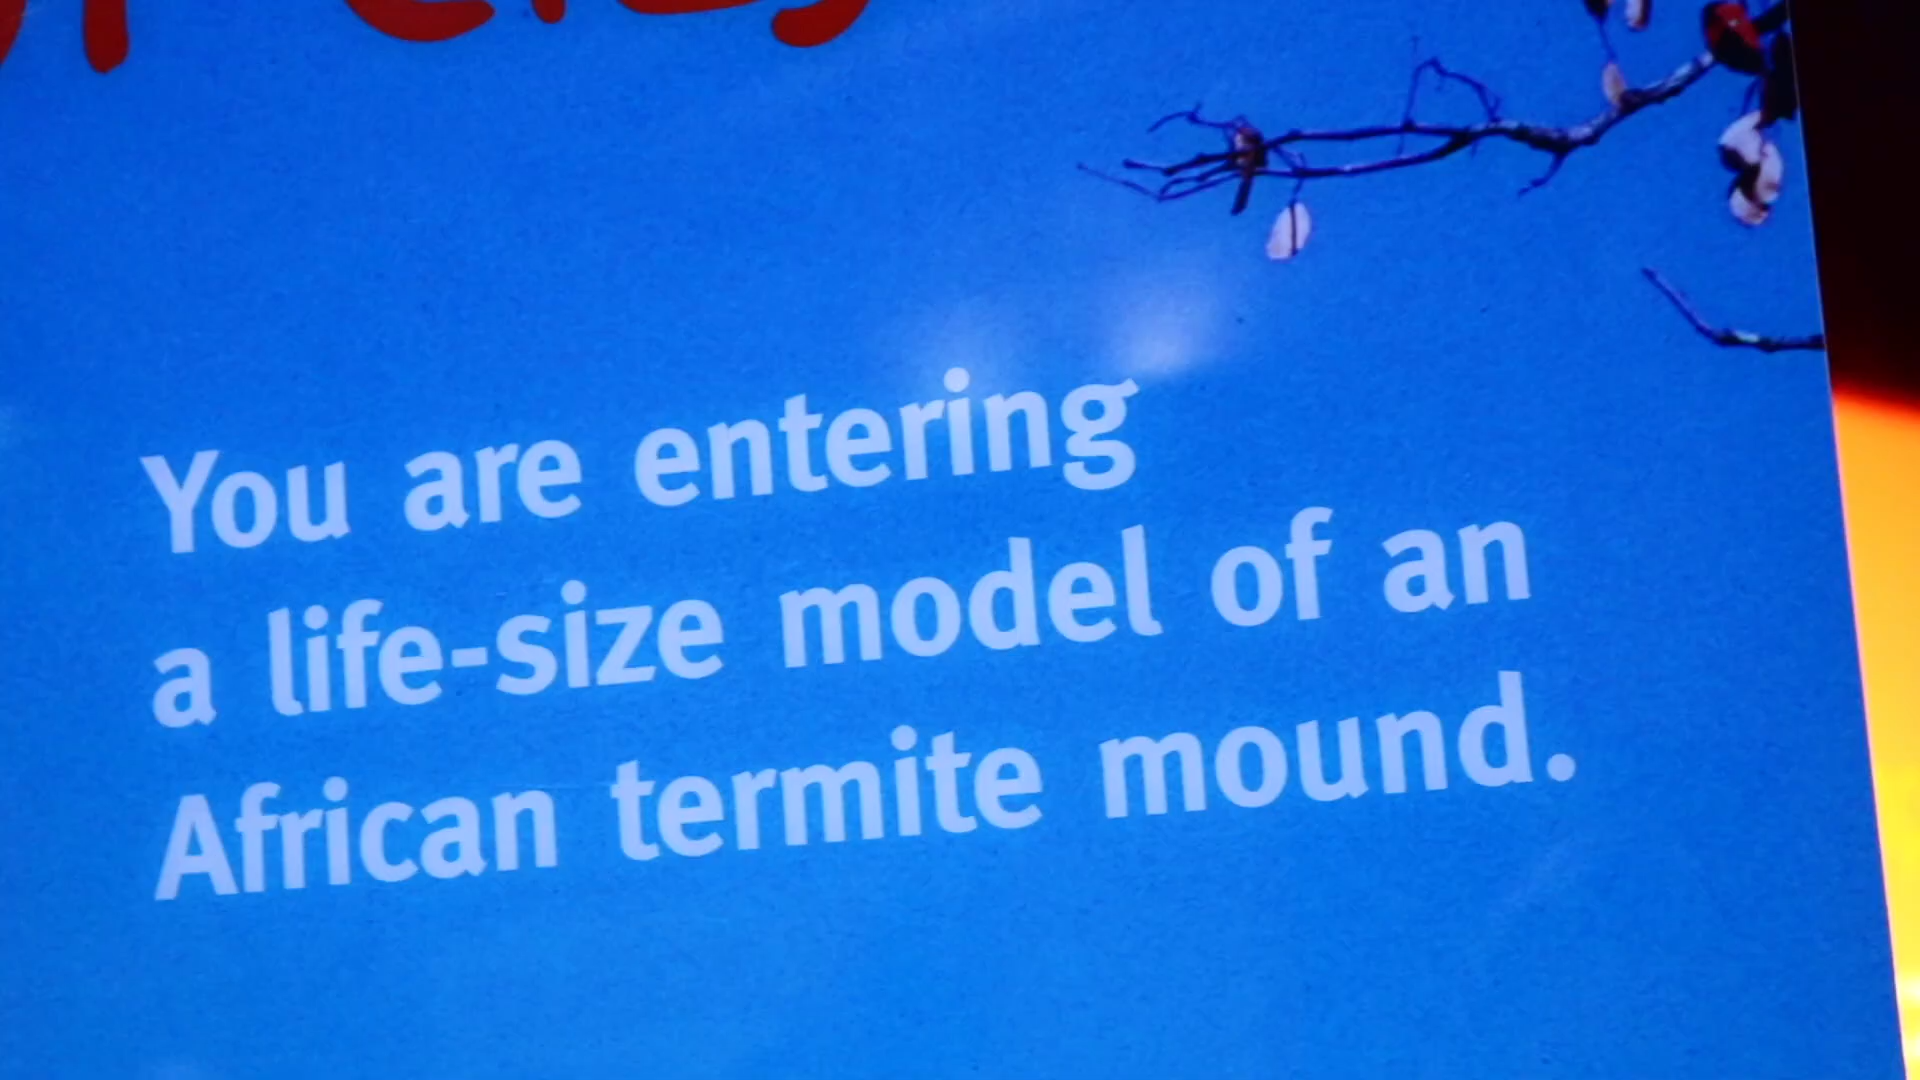 You are entering
a life-size model of an
African termite mound.